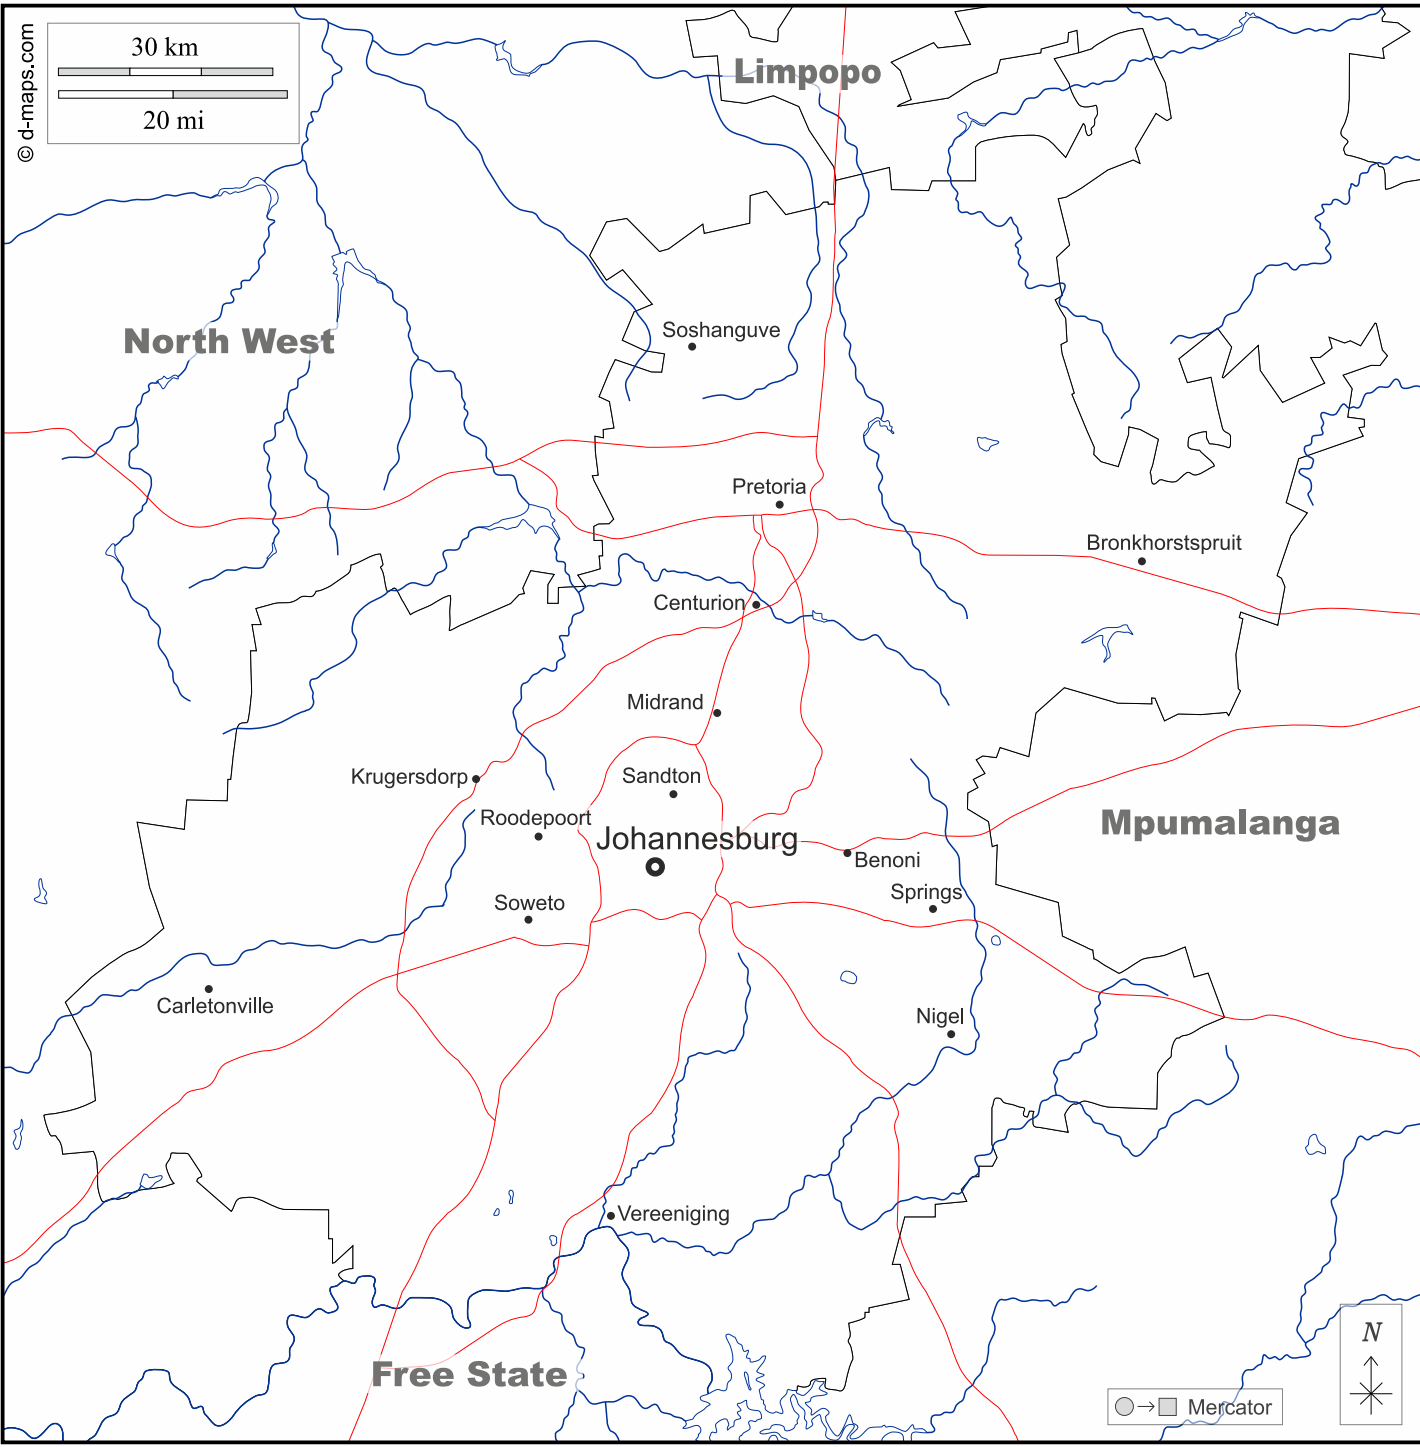 © d-maps.com
30 km
20 mi
Limpopo
North West
Soshanguve
Pretoria
Bronkhorstspruit
Centurion
Midrand
Krugersdorp
Sandton
Roodepoort
Johannesburg
Mpumalanga
Benoni
Springs
Soweto
Carletonville
Nigel
Vereeniging
Free State
N
Mercator